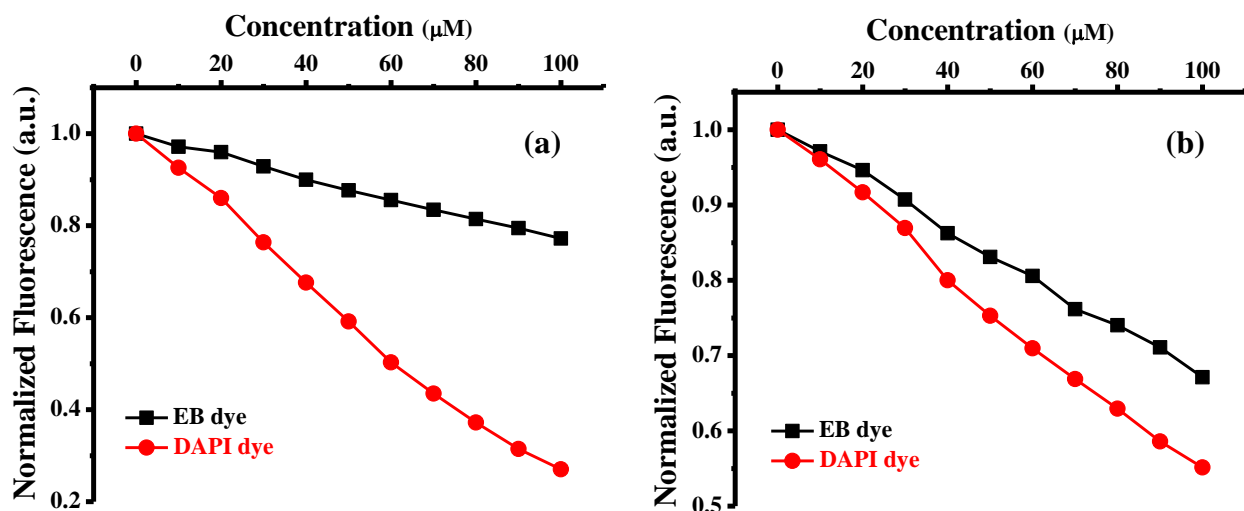 Concentration (μM)
0 20 40 60 80 100
Normalized Fluorescence (a.u.)
1.0
0.8
0.6
0.4
0.2
(a)
EB dye
DAPI dye
Concentration (μM)
0 20 40 60 80 100
Normalized Fluorescence (a.u.)
1.0
0.9
0.8
0.7
0.6
0.5
(b)
EB dye
DAPI dye